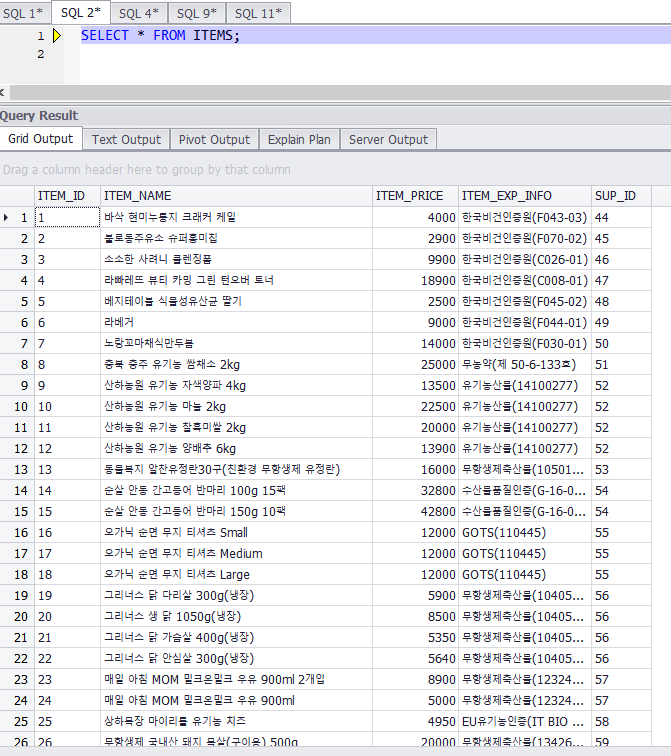 SQL 1* SQL 2* SQL 4* SQL 9* SQL 11*
1 SELECT * FROM ITEMS;
2
Query Result
Grid Output Text Output Pivot Output Explain Plan Server Output
Drag a column header here to group by that column
ITEM_ID ITEM_NAME ITEM_PRICE ITEM_EXP_INFO SUP_ID
1 1 바삭 현미누룽지 크래커 케일 4000 한국비건인증원(F043-03) 44
2 2 불로동주유소 슈퍼홍미칩 2900 한국비건인증원(F070-02) 45
3 3 소소한 사려니 클렌징폼 9900 한국비건인증원(C026-01) 46
4 4 라빠레뜨 뷰티 카밍 그린 턴오버 토너 18900 한국비건인증원(C008-01) 47
5 5 베지테이블 식물성유산균 딸기 2500 한국비건인증원(F045-02) 48
6 6 라베거 9000 한국비건인증원(F044-01) 49
7 7 노랑꼬마채식만두봄 14000 한국비건인증원(F030-01) 50
8 8 충북 충주 유기농 쌈채소 2kg 25000 무농약(제 50-6-133호) 51
9 9 산하농원 유기농 자색양파 4kg 13500 유기농산물(14100277) 52
10 10 산하농원 유기농 마늘 2kg 22500 유기농산물(14100277) 52
11 11 산하농원 유기농 찰흑미쌀 2kg 20000 유기농산물(14100277) 52
12 12 산하농원 유기농 양배추 6kg 13900 유기농산물(14100277) 52
13 13 동물복지 알찬유정란30구(친환경 무항생제 유정란) 16000 무항생제축산물(10501... 53
14 14 순살 안동 간고등어 반마리 100g 15팩 32800 수산물품질인증(G-16-0... 54
15 15 순살 안동 간고등어 반마리 150g 10팩 42800 수산물품질인증(G-16-0... 54
16 16 오가닉 순면 무지 티셔츠 Small 12000 GOTS(110445) 55
17 17 오가닉 순면 무지 티셔츠 Medium 12000 GOTS(110445) 55
18 18 오가닉 순면 무지 티셔츠 Large 12000 GOTS(110445) 55
19 19 그리너스 닭 다리살 300g(냉장) 5900 무항생제축산물(10405... 56
20 20 그리너스 생 닭 1050g(냉장) 8500 무항생제축산물(10405... 56
21 21 그리너스 닭 가슴살 400g(냉장) 5350 무항생제축산물(10405... 56
22 22 그리너스 닭 안심살 300g(냉장) 5640 무항생제축산물(10405... 56
23 23 매일 아침 MOM 밀크온밀크 우유 900ml 2개입 8900 무항생제축산물(12324... 57
24 24 매일 아침 MOM 밀크온밀크 우유 900ml 5000 무항생제축산물(12324... 57
25 25 상하목장 마이리틀 유기농 치즈 4950 EU유기농인증(IT BIO ... 58
26 26 무항생제 국내산 돼지 목살(구이용) 500g 20000 무항생제축산물(13426... 59